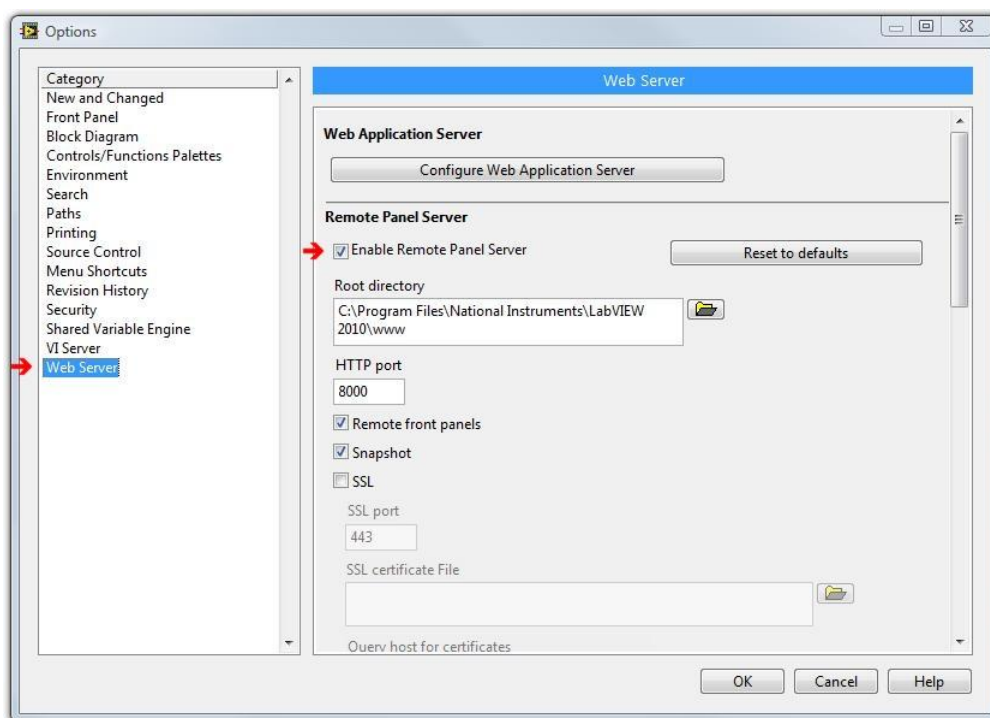 Options
Category
New and Changed
Front Panel
Block Diagram
Controls/Functions Palettes
Environment
Search
Paths
Printing
Source Control
Menu Shortcuts
Revision History
Security
Shared Variable Engine
VI Server
Web Server
Web Server
Web Application Server
Configure Web Application Server
Remote Panel Server
Enable Remote Panel Server
Reset to defaults
Root directory
C:\Program Files\National Instruments\LabVIEW
2010\www
HTTP port
8000
Remote front panels
Snapshot
SSL
SSL port
443
SSL certificate File
Query host for certificates
OK
Cancel
Help